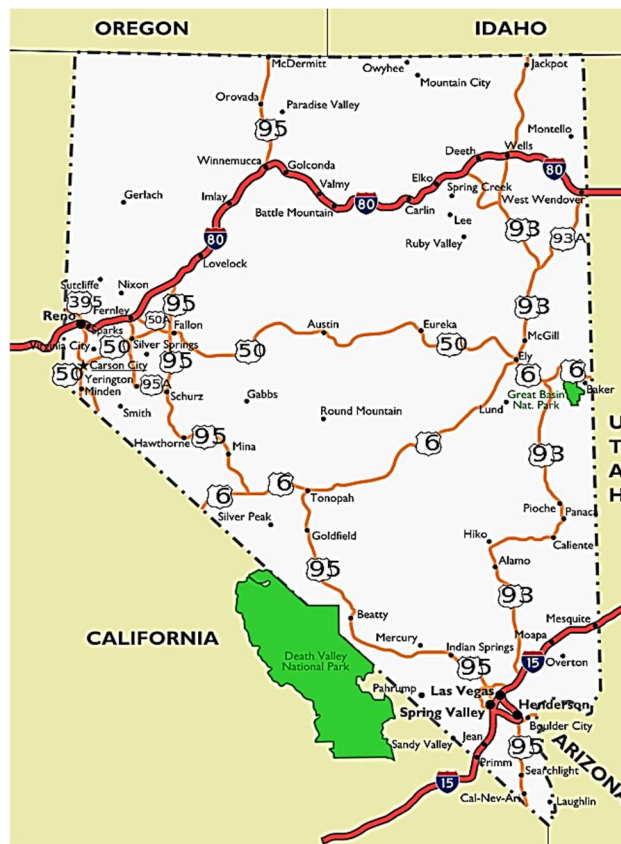 OREGON
IDAHO
McDermitt
Owyhee
Jackpot
Mountain City
Orovada
Paradise Valley
95
Montello
Deeth
Wells
Winnemucca
Golconda
80
Elko
Valmy
Spring Creek
Imlay
Battle Mountain
80
Carlin
West Wendover
Gerlach
Lee
93
80
Ruby Valley
93A
Lovelock
Sutcliffe
Nixon
95
395
Fernley
93
Reno
50A
Fallon
Austin
Eureka
McGill
Sparks
Virginia City
50
Silver Springs
50
50
Ely
95
6
6
50
Carson City
Baker
Yerington
95A
Great Basin
Nat. Park
Minden
Schurz
Gabbs
Lund
Smith
Round Mountain
UTAH
Hawthorne
95
6
93
Mina
6
6
Tonopah
Pioche
Panaca
Silver Peak
Goldfield
Hiko
Caliente
95
Alamo
93
Beatty
Mesquite
CALIFORNIA
Mercury
Moapa
Death Valley
National Park
Indian Springs
15
Overton
95
Pahrump
Las Vegas
Spring Valley
Henderson
Boulder City
Sandy Valley
Jean
95
ARIZONA
Primm
15
Searchlight
Cal-Nev-Ari
Laughlin